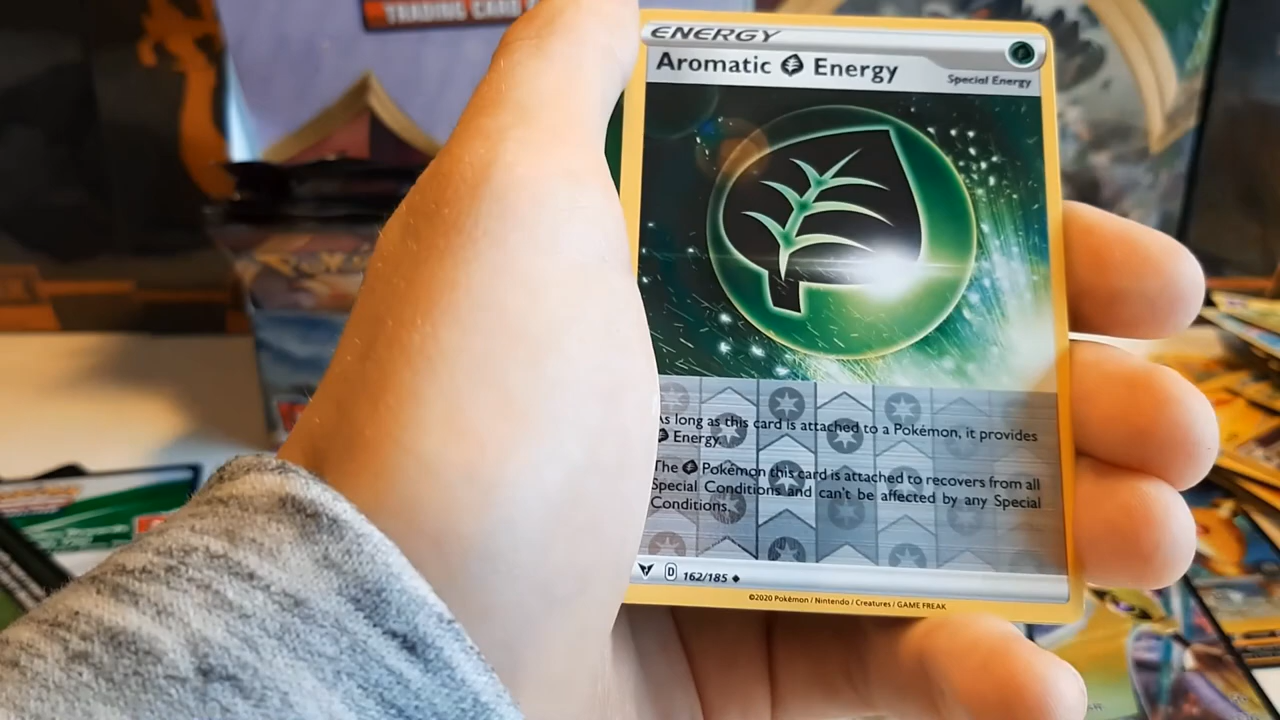 TRADING CARD
ENERGY
Aromatic Energy
Special Energy
As long as this card is attached to a Pokémon, it provides
Energy.
The Pokémon this card is attached to recovers from all
Special Conditions and can't be affected by any Special
Conditions.
D 162/185
©2020 Pokémon / Nintendo / Creatures / GAME FREAK